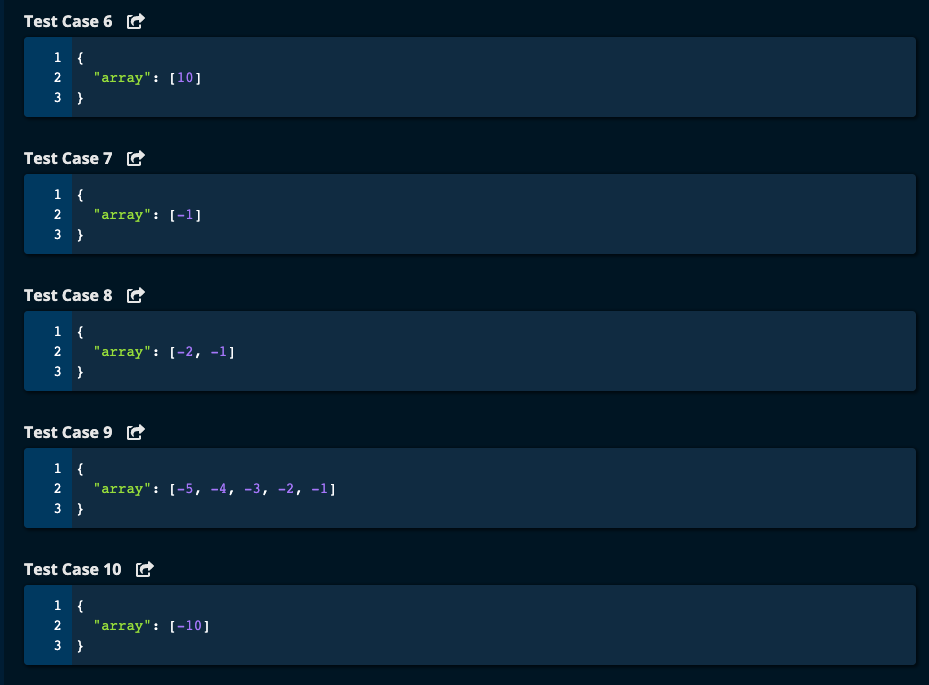 Test Case 6
1 {
2 "array": [10]
3 }
Test Case 7
1 {
2 "array": [-1]
3 }
Test Case 8
1 {
2 "array": [-2, -1]
3 }
Test Case 9
1 {
2 "array": [-5, -4, -3, -2, -1]
3 }
Test Case 10
1 {
2 "array": [-10]
3 }